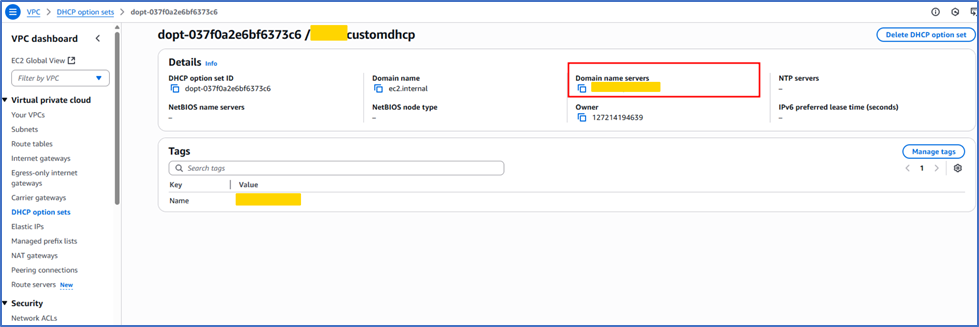 VPC > DHCP option sets > dopt-037f0a2e6bf6373c6
VPC dashboard
EC2 Global View
Filter by VPC
Virtual private cloud
Your VPCs
Subnets
Route tables
Internet gateways
Egress-only internet
gateways
Carrier gateways
DHCP option sets
Elastic IPs
Managed prefix lists
NAT gateways
Peering connections
Route servers New
Security
Network ACLs
dopt-037f0a2e6bf6373c6 / customdhcp
Delete DHCP option set
Details Info
DHCP option set ID
dopt-037f0a2e6bf6373c6
Domain name
ec2.internal
Domain name servers
NTP servers
–
NetBIOS name servers
–
NetBIOS node type
–
Owner
127214194639
IPv6 preferred lease time (seconds)
–
Tags
Manage tags
Search tags
1
Key Value
Name